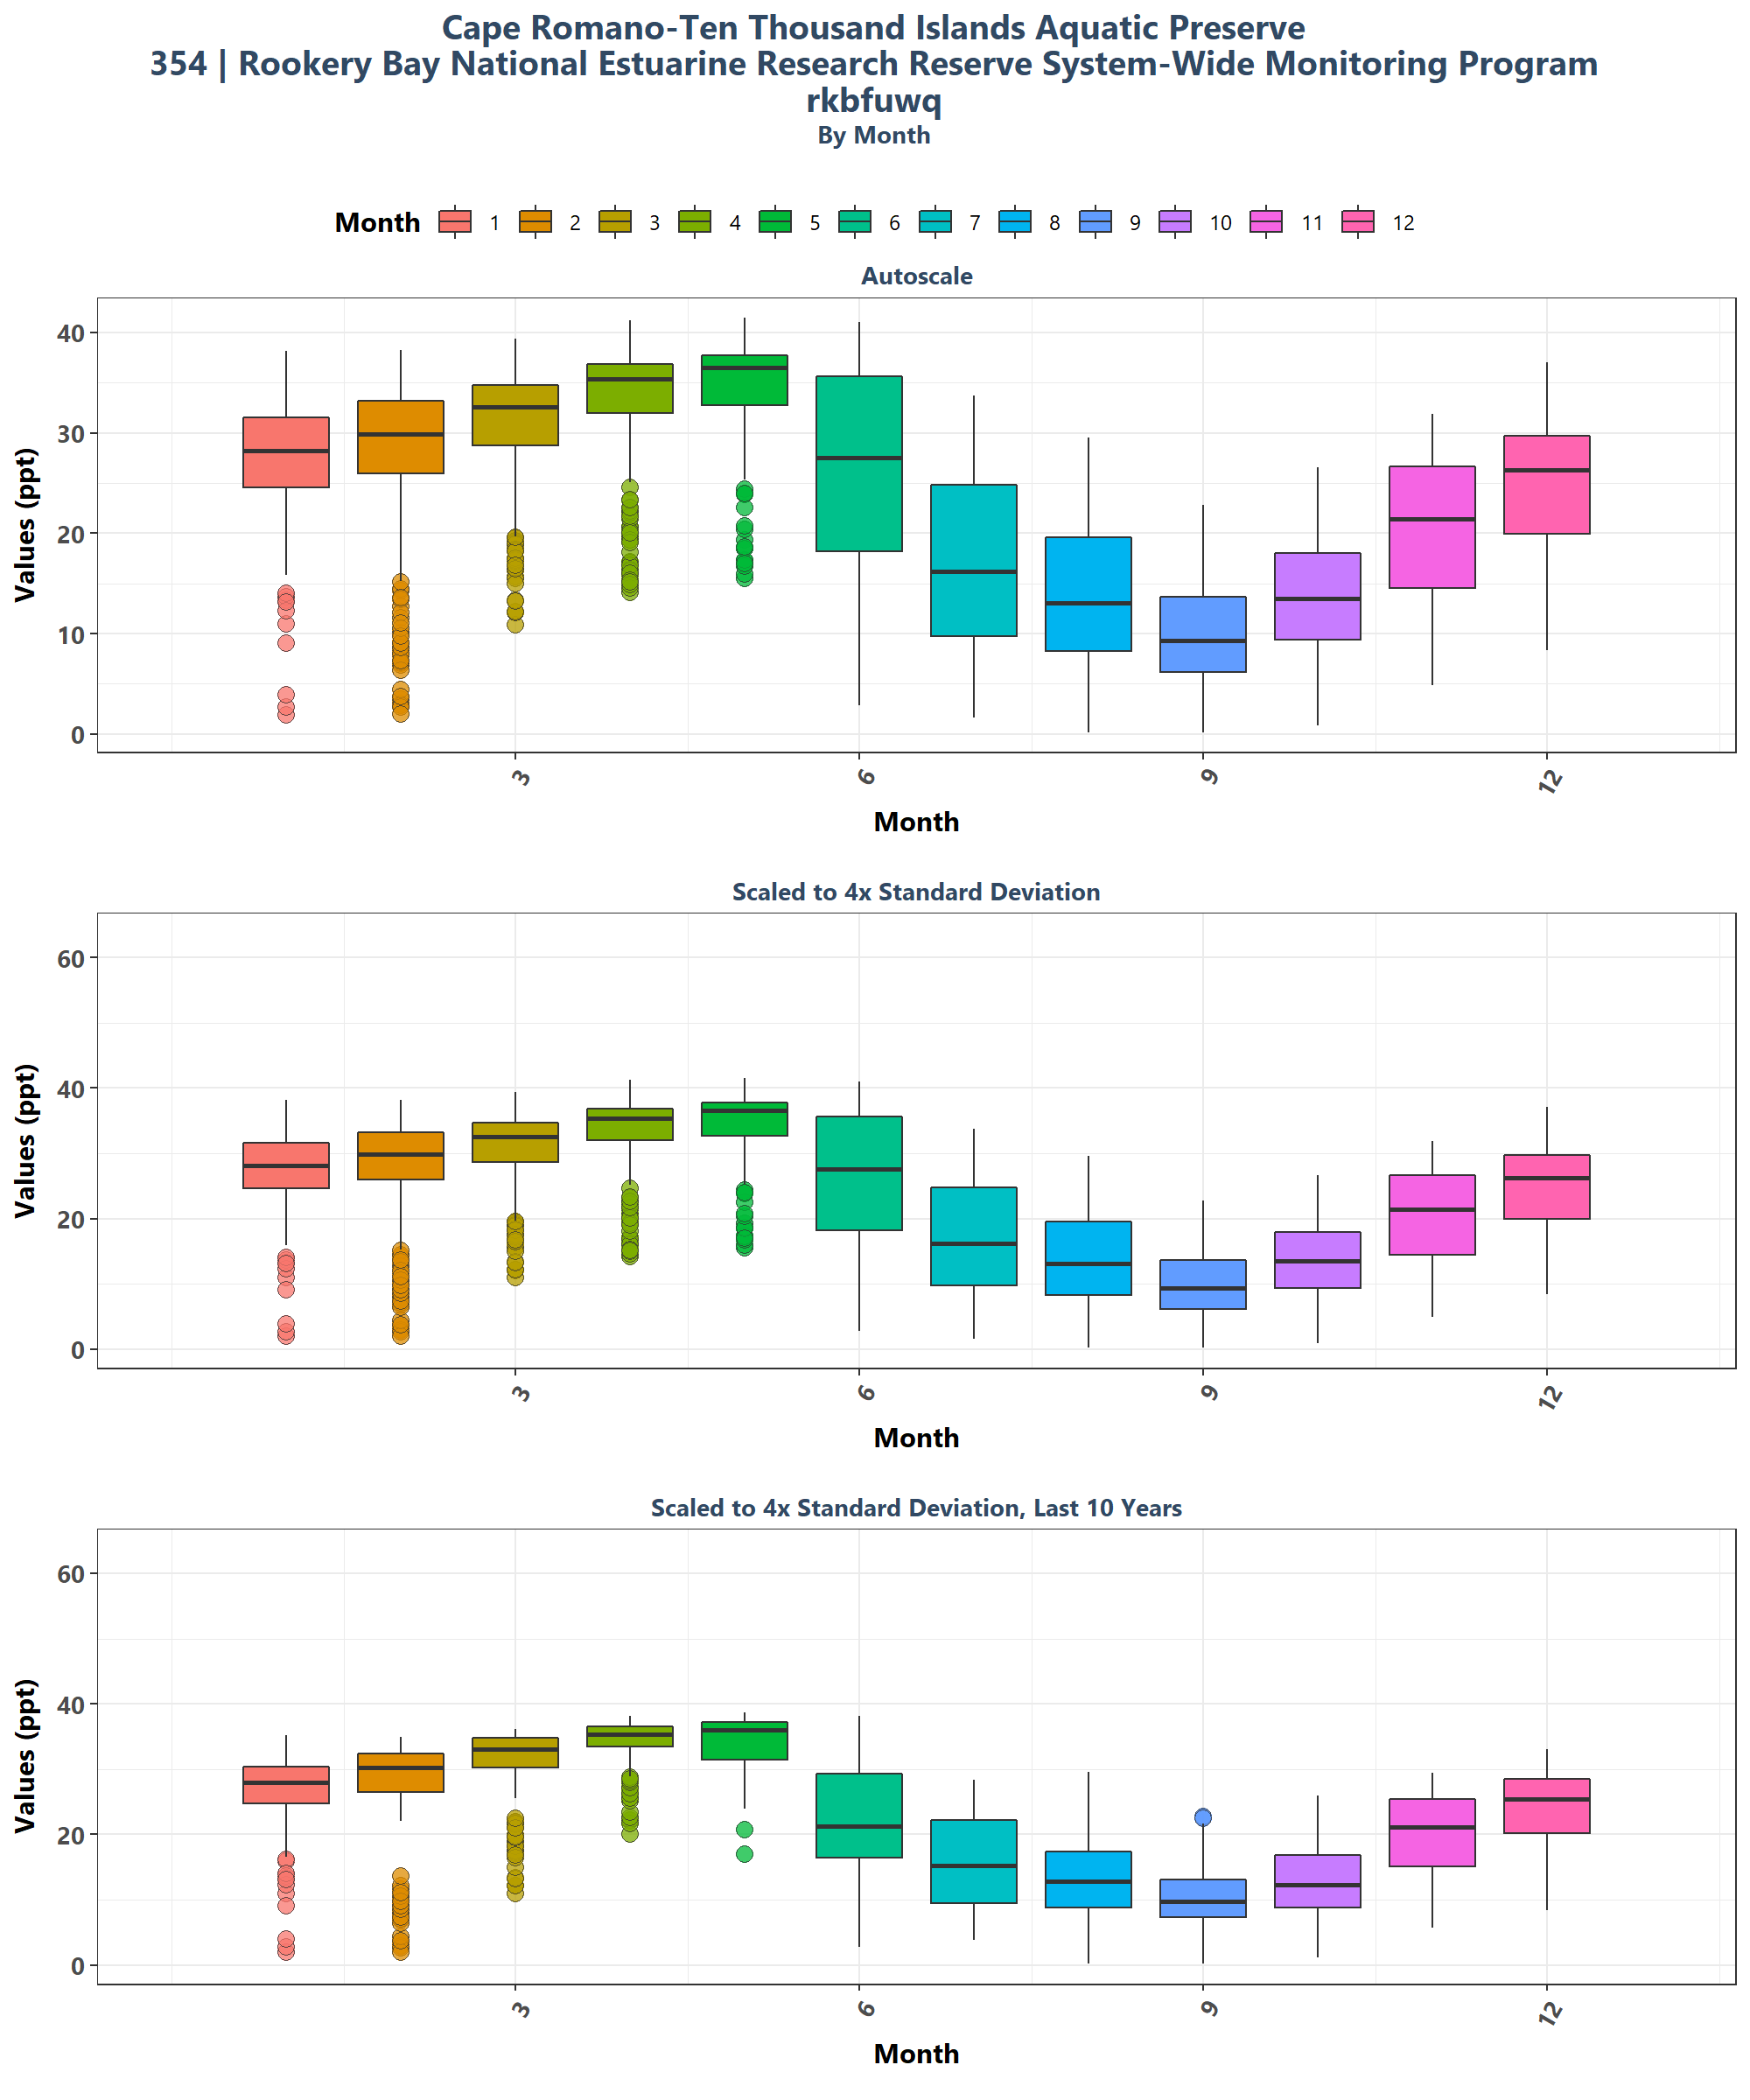 Cape Romano-Ten Thousand Islands Aquatic Preserve
354 | Rookery Bay National Estuarine Research Reserve System-Wide Monitoring Program
rkbfuwq
By Month
Month 1 2 3 4 5 6 7 8 9 10 11 12
Autoscale
Values (ppt)
40
30
20
10
0
3 6 9 12
Month
Scaled to 4x Standard Deviation
Values (ppt)
60
40
20
0
3 6 9 12
Month
Scaled to 4x Standard Deviation, Last 10 Years
Values (ppt)
60
40
20
0
3 6 9 12
Month